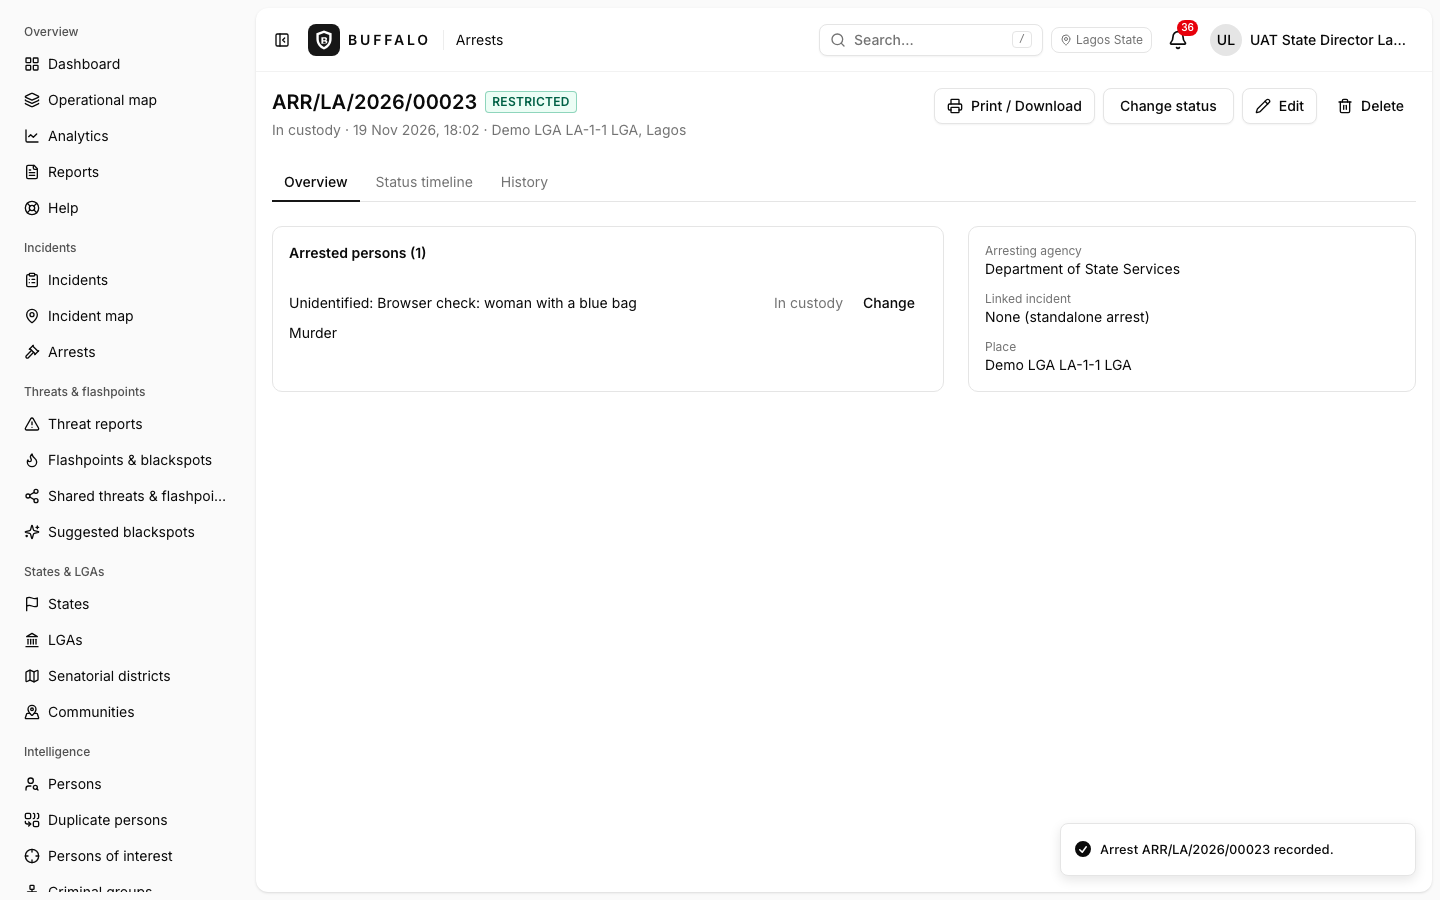 Overview
Dashboard
Operational map
Analytics
Reports
Help
Incidents
Incidents
Incident map
Arrests
Threats & flashpoints
Threat reports
Flashpoints & blackspots
Shared threats & flashpoi...
Suggested blackspots
States & LGAs
States
LGAs
Senatorial districts
Communities
Intelligence
Persons
Duplicate persons
Persons of interest
Criminal groups
B BUFFALO Arrests
Search... /
Lagos State
36
UL UAT State Director La...
ARR/LA/2026/00023 RESTRICTED
In custody · 19 Nov 2026, 18:02 · Demo LGA LA-1-1 LGA, Lagos
Print / Download Change status Edit Delete
Overview Status timeline History
Arrested persons (1)
Unidentified: Browser check: woman with a blue bag In custody Change
Murder
Arresting agency
Department of State Services
Linked incident
None (standalone arrest)
Place
Demo LGA LA-1-1 LGA
Arrest ARR/LA/2026/00023 recorded.